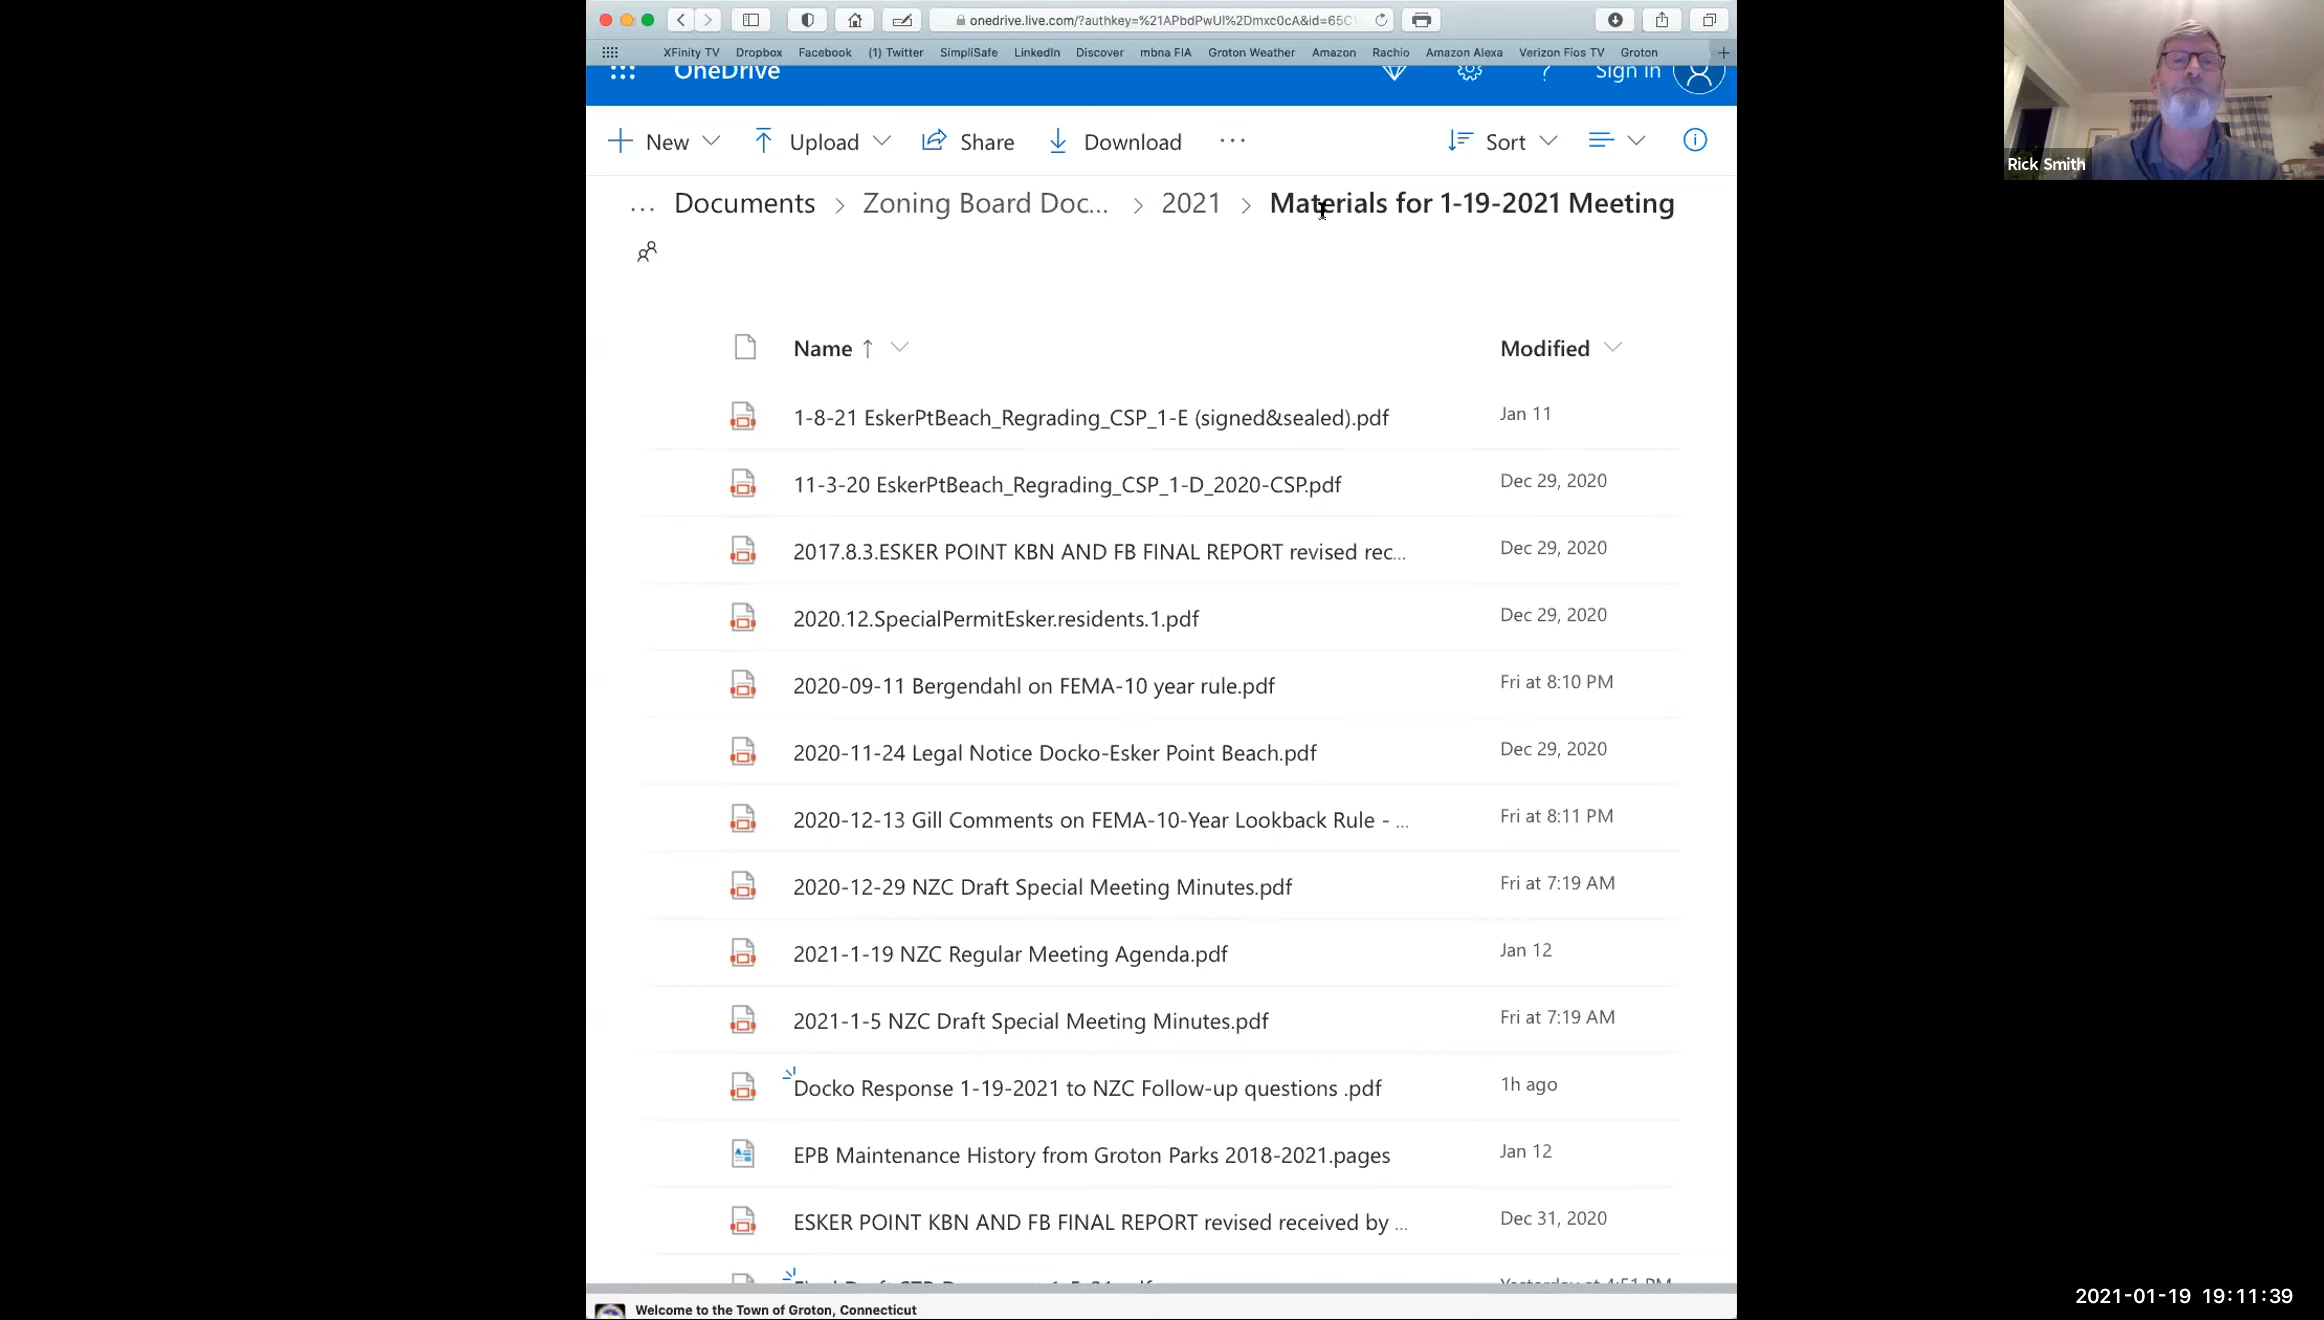 onedrive.live.com/?authkey=%21APbdPwUI%2Dmxc0cA&id=65C1
XFinity TV Dropbox Facebook (1) Twitter SimpliSafe LinkedIn Discover mbna FIA Groton Weather Amazon Rachio Amazon Alexa Verizon Fios TV Groton
OneDrive ? Sign in
New Upload Share Download ... Sort
... Documents > Zoning Board Doc... > 2021 > Materials for 1-19-2021 Meeting
Name ↑ Modified
1-8-21 EskerPtBeach_Regrading_CSP_1-E (signed&sealed).pdf Jan 11
11-3-20 EskerPtBeach_Regrading_CSP_1-D_2020-CSP.pdf Dec 29, 2020
2017.8.3.ESKER POINT KBN AND FB FINAL REPORT revised rec... Dec 29, 2020
2020.12.SpecialPermitEsker.residents.1.pdf Dec 29, 2020
2020-09-11 Bergendahl on FEMA-10 year rule.pdf Fri at 8:10 PM
2020-11-24 Legal Notice Docko-Esker Point Beach.pdf Dec 29, 2020
2020-12-13 Gill Comments on FEMA-10-Year Lookback Rule - ... Fri at 8:11 PM
2020-12-29 NZC Draft Special Meeting Minutes.pdf Fri at 7:19 AM
2021-1-19 NZC Regular Meeting Agenda.pdf Jan 12
2021-1-5 NZC Draft Special Meeting Minutes.pdf Fri at 7:19 AM
Docko Response 1-19-2021 to NZC Follow-up questions .pdf 1h ago
EPB Maintenance History from Groton Parks 2018-2021.pages Jan 12
ESKER POINT KBN AND FB FINAL REPORT revised received by ... Dec 31, 2020
Yesterday at 4:51 PM
Welcome to the Town of Groton, Connecticut
Rick Smith
2021-01-19 19:11:39